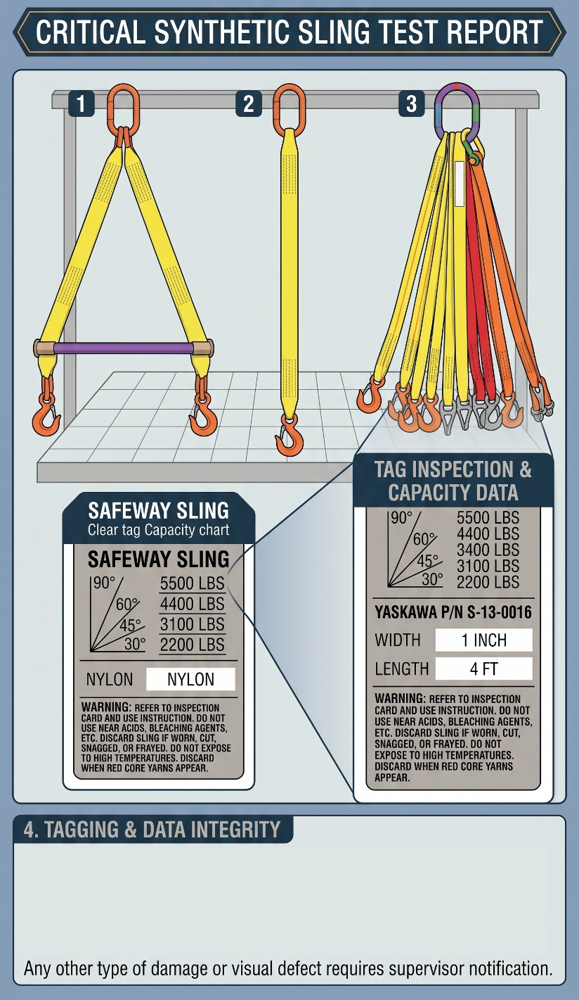 CRITICAL SYNTHETIC SLING TEST REPORT
1
2
3
SAFEWAY SLING
Clear tag Capacity chart
SAFEWAY SLING
90° 5500 LBS
60° 4400 LBS
45° 3100 LBS
30° 2200 LBS
NYLON NYLON
WARNING: REFER TO INSPECTION
CARD AND USE INSTRUCTION. DO NOT
USE NEAR ACIDS, BLEACHING AGENTS,
ETC. DISCARD SLING IF WORN, CUT,
SNAGGED, OR FRAYED. DO NOT EXPOSE
TO HIGH TEMPERATURES. DISCARD
WHEN RED CORE YARNS APPEAR.
TAG INSPECTION &
CAPACITY DATA
90° 5500 LBS
60° 4400 LBS
3400 LBS
45° 3100 LBS
30° 2200 LBS
YASKAWA P/N S-13-0016
WIDTH 1 INCH
LENGTH 4 FT
WARNING: REFER TO INSPECTION
CARD AND USE INSTRUCTION. DO NOT
USE NEAR ACIDS, BLEACHING AGENTS,
ETC. DISCARD SLING IF WORN, CUT,
SNAGGED, OR FRAYED. DO NOT
EXPOSE TO HIGH TEMPERATURES.
DISCARD WHEN RED CORE YARNS
APPEAR.
4. TAGGING & DATA INTEGRITY
Any other type of damage or visual defect requires supervisor notification.